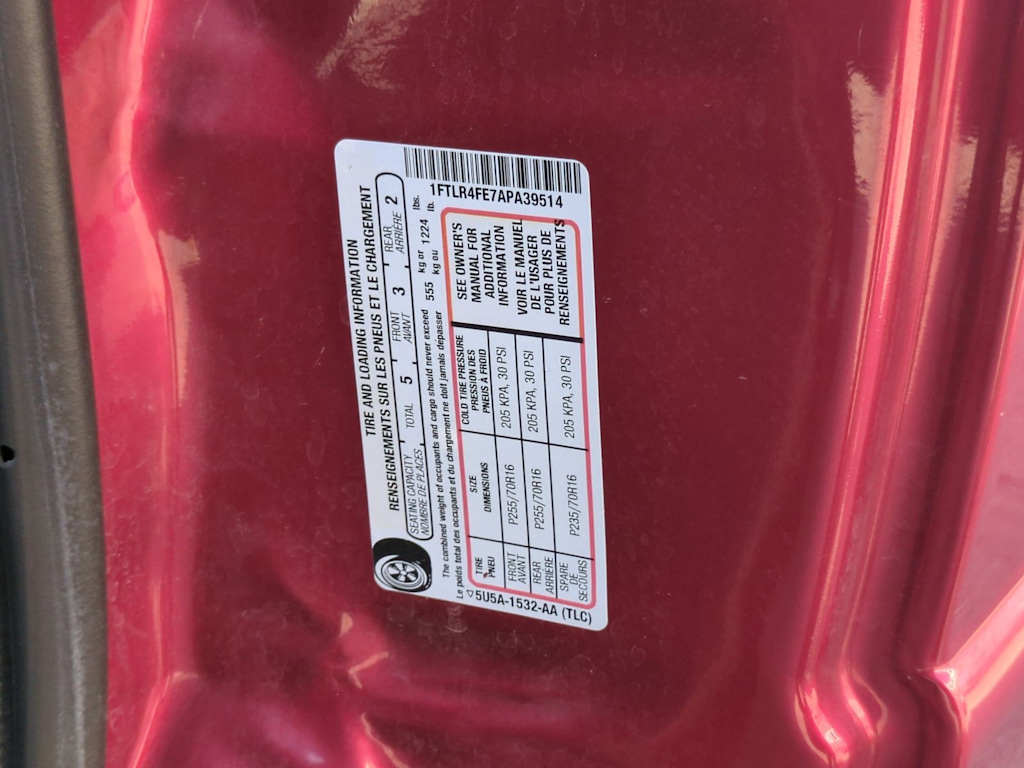 TIRE AND LOADING INFORMATION
RENSEIGNEMENTS SUR LES PNEUS ET LE CHARGEMENT
SEATING CAPACITY
NOMBRE DE PLACES
TOTAL 5
FRONT
AVANT
3
REAR
ARRIÈRE
2
The combined weight of occupants and cargo should never exceed 555 kg or 1224 lbs.
Le poids total des occupants et du chargement ne doit jamais dépasser kg ou lb.
TIRE
PNEU
SIZE
DIMENSIONS
COLD TIRE PRESSURE
PRESSION DES
PNEUS À FROID
FRONT
AVANT
P255/70R16
205 KPA, 30 PSI
REAR
ARRIÈRE
P255/70R16
205 KPA, 30 PSI
SPARE
DE
SECOURS
P235/70R16
205 KPA, 30 PSI
SEE OWNER'S
MANUAL FOR
ADDITIONAL
INFORMATION
VOIR LE MANUEL
DE L'USAGER
POUR PLUS DE
RENSEIGNEMENTS
1FTLR4FE7APA39514
5U5A-1532-AA (TLC)